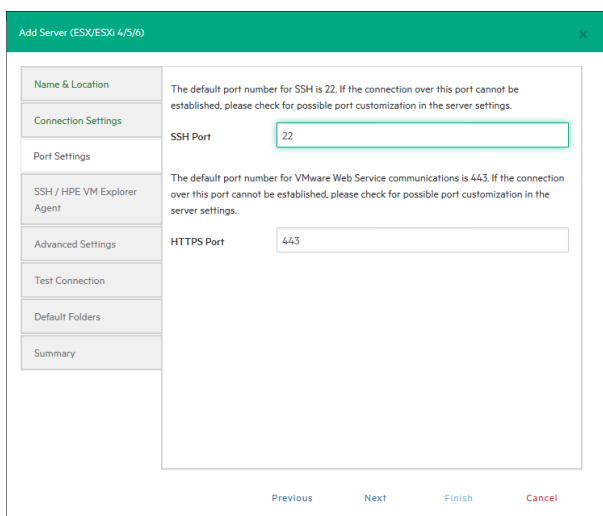 Add Server (ESX/ESXi 4/5/6)
×
Name & Location
Connection Settings
Port Settings
SSH / HPE VM Explorer
Agent
Advanced Settings
Test Connection
Default Folders
Summary
The default port number for SSH is 22. If the connection over this port cannot be
established, please check for possible port customization in the server settings.
SSH Port
22
The default port number for VMware Web Service communications is 443. If the connection
over this port cannot be established, please check for possible port customization in the
server settings.
HTTPS Port
443
Previous
Next
Finish
Cancel